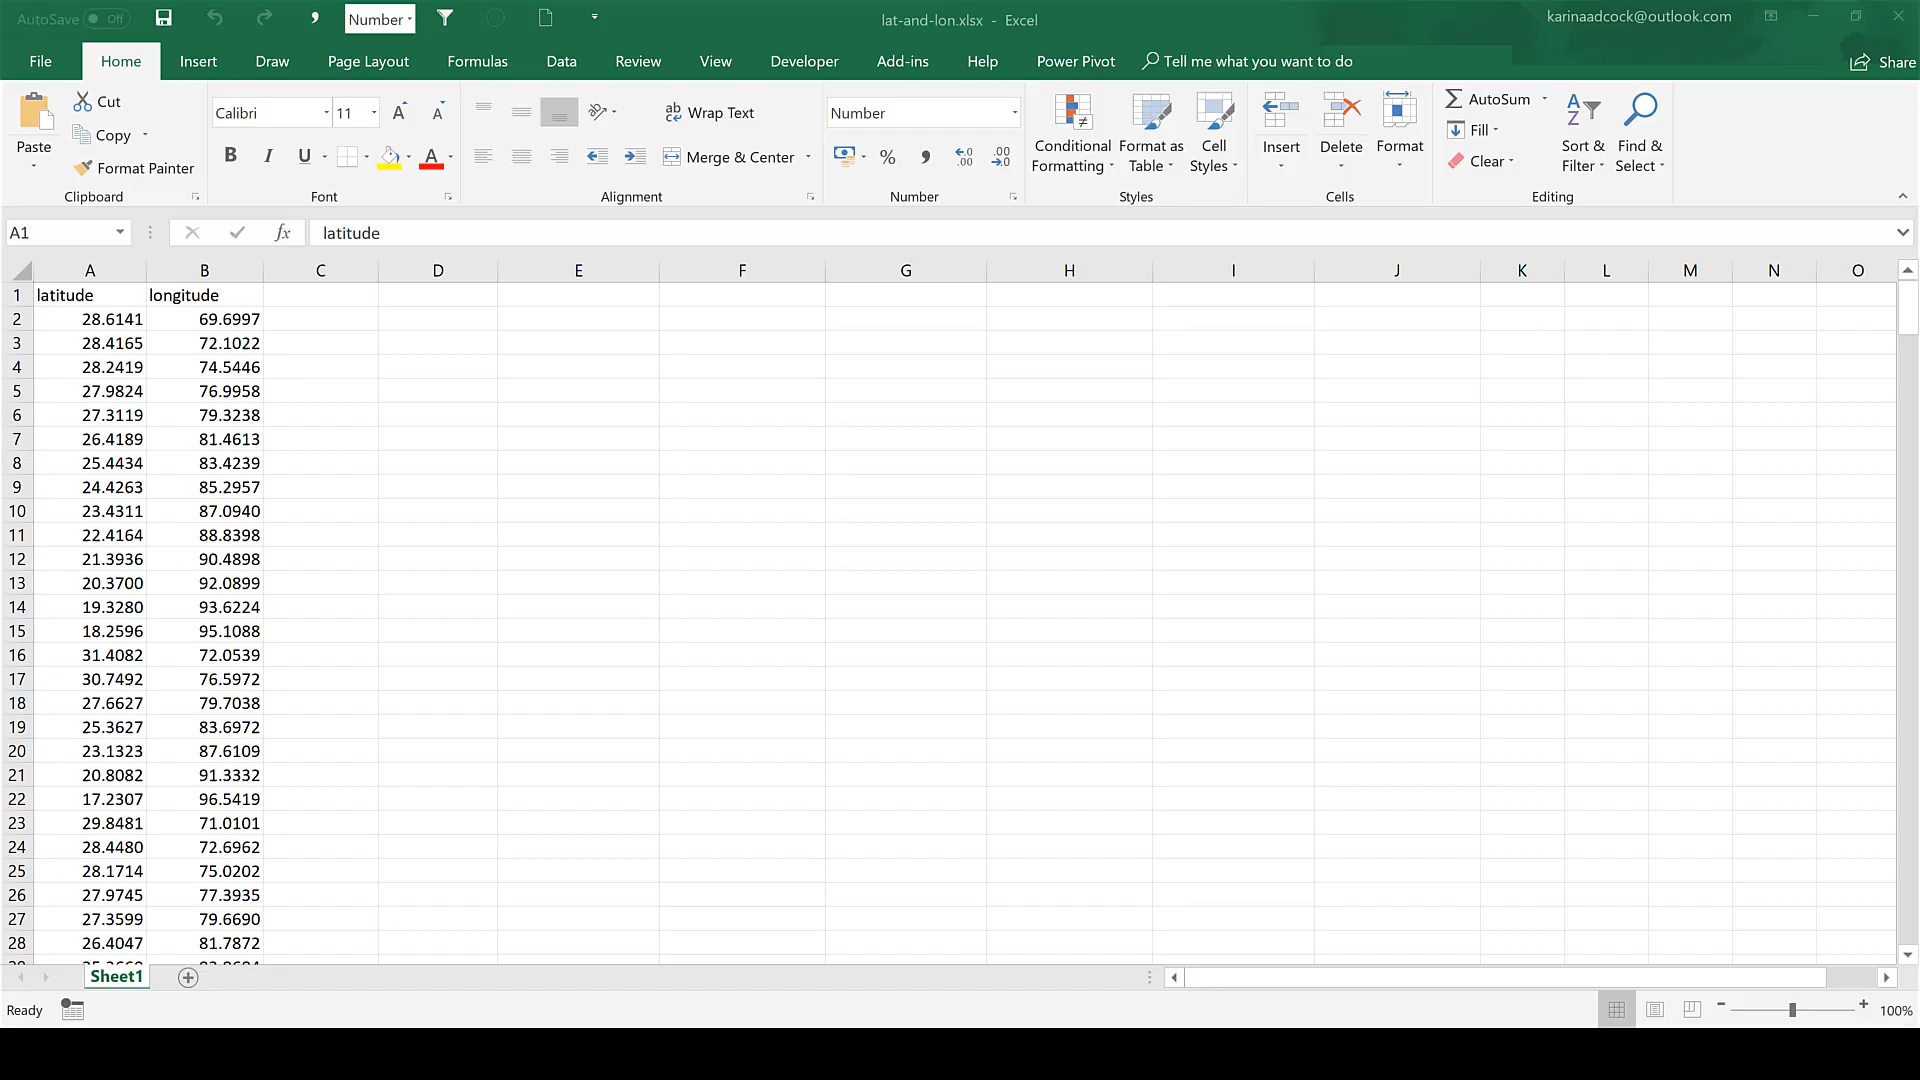 AutoSave Off Number lat-and-lon.xlsx - Excel karinaadcock@outlook.com
File Home Insert Draw Page Layout Formulas Data Review View Developer Add-ins Help Power Pivot Tell me what you want to do Share
Paste
Cut
Copy
Format Painter
Clipboard
Calibri 11
B I U
Font
Wrap Text
Merge & Center
Alignment
Number
%
Number
Conditional Formatting
Format as Table
Cell Styles
Styles
Insert
Delete
Format
Cells
AutoSum
Fill
Clear
Sort & Filter
Find & Select
Editing
A1 fx latitude
A B C D E F G H I J K L M N O
1 latitude longitude
2 28.6141 69.6997
3 28.4165 72.1022
4 28.2419 74.5446
5 27.9824 76.9958
6 27.3119 79.3238
7 26.4189 81.4613
8 25.4434 83.4239
9 24.4263 85.2957
10 23.4311 87.0940
11 22.4164 88.8398
12 21.3936 90.4898
13 20.3700 92.0899
14 19.3280 93.6224
15 18.2596 95.1088
16 31.4082 72.0539
17 30.7492 76.5972
18 27.6627 79.7038
19 25.3627 83.6972
20 23.1323 87.6109
21 20.8082 91.3332
22 17.2307 96.5419
23 29.8481 71.0101
24 28.4480 72.6962
25 28.1714 75.0202
26 27.9745 77.3935
27 27.3599 79.6690
28 26.4047 81.7872
Sheet1
Ready 100%